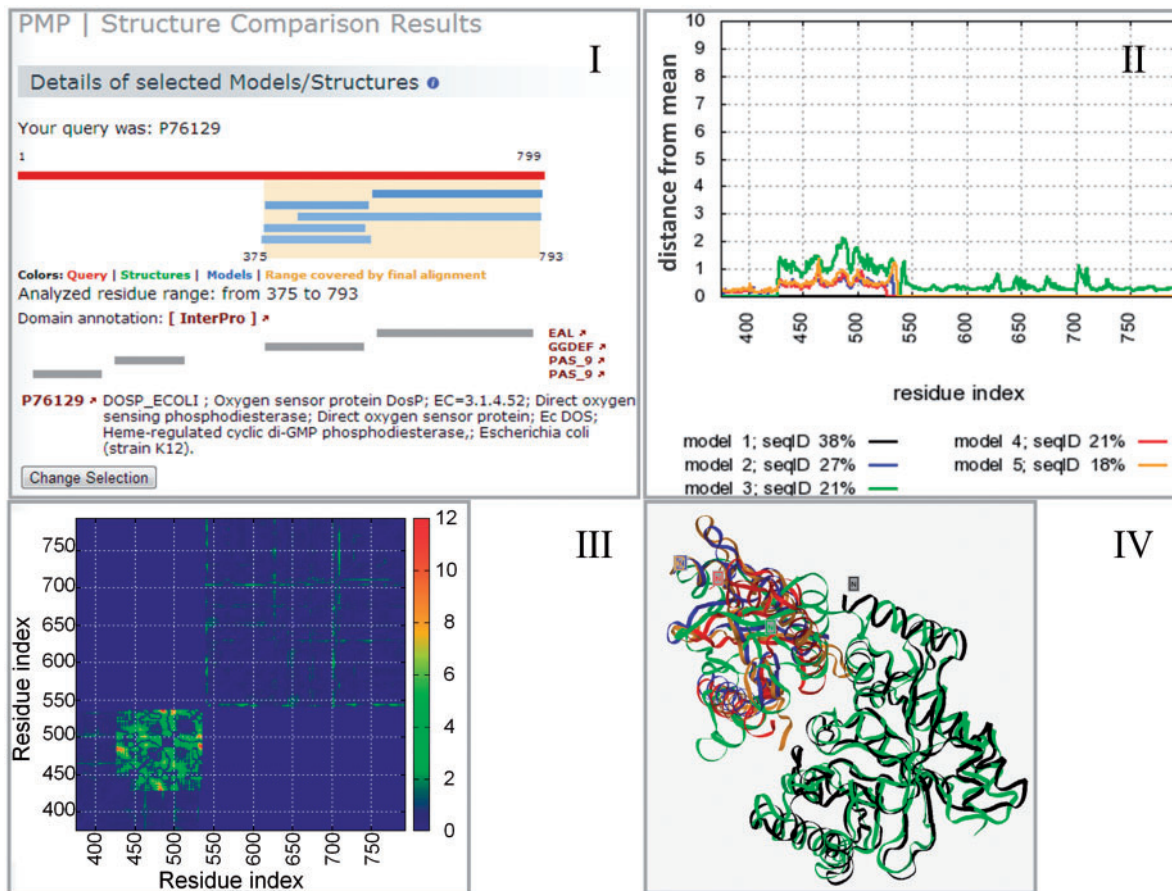 PMP | Structure Comparison Results
I
Details of selected Models/Structures i
Your query was: P76129
1 799
375 793
Colors: Query | Structures | Models | Range covered by final alignment
Analyzed residue range: from 375 to 793
Domain annotation: [ InterPro ]
EAL
GGDEF
PAS_9
PAS_9
P76129 DOSP_ECOLI ; Oxygen sensor protein DosP; EC=3.1.4.52; Direct oxygen
sensing phosphodiesterase; Direct oxygen sensor protein; Ec DOS;
Heme-regulated cyclic di-GMP phosphodiesterase,; Escherichia coli
(strain K12).
Change Selection
II
distance from mean
10
9
8
7
6
5
4
3
2
1
0
400 450 500 550 600 650 700 750
residue index
model 1; seqID 38%
model 2; seqID 27%
model 3; seqID 21%
model 4; seqID 21%
model 5; seqID 18%
III
Residue index
750
700
650
600
550
500
450
400
400 450 500 550 600 650 700 750
Residue index
12
10
8
6
4
2
0
IV